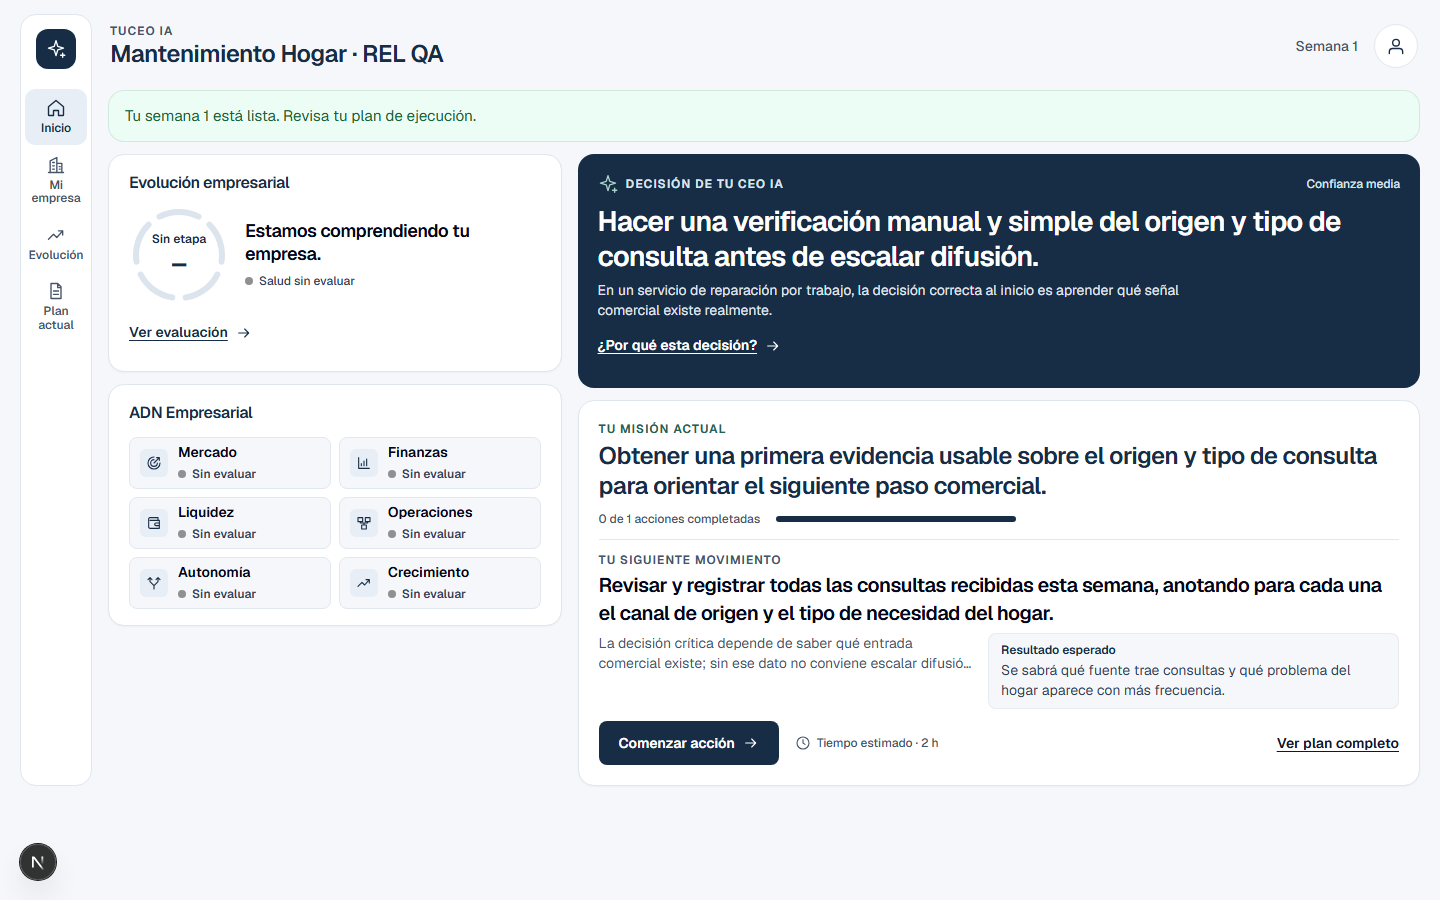 TUCEO IA
Mantenimiento Hogar · REL QA
Semana 1
Inicio
Mi
empresa
Evolución
Plan
actual
Tu semana 1 está lista. Revisa tu plan de ejecución.
Evolución empresarial
Sin etapa
–
Estamos comprendiendo tu
empresa.
Salud sin evaluar
Ver evaluación →
ADN Empresarial
Mercado
Sin evaluar
Finanzas
Sin evaluar
Liquidez
Sin evaluar
Operaciones
Sin evaluar
Autonomía
Sin evaluar
Crecimiento
Sin evaluar
DECISIÓN DE TU CEO IA
Confianza media
Hacer una verificación manual y simple del origen y tipo de
consulta antes de escalar difusión.
En un servicio de reparación por trabajo, la decisión correcta al inicio es aprender qué señal
comercial existe realmente.
¿Por qué esta decisión? →
TU MISIÓN ACTUAL
Obtener una primera evidencia usable sobre el origen y tipo de consulta
para orientar el siguiente paso comercial.
0 de 1 acciones completadas
TU SIGUIENTE MOVIMIENTO
Revisar y registrar todas las consultas recibidas esta semana, anotando para cada una
el canal de origen y el tipo de necesidad del hogar.
La decisión crítica depende de saber qué entrada
comercial existe; sin ese dato no conviene escalar difusió…
Resultado esperado
Se sabrá qué fuente trae consultas y qué problema del
hogar aparece con más frecuencia.
Comenzar acción →
Tiempo estimado · 2 h
Ver plan completo
N